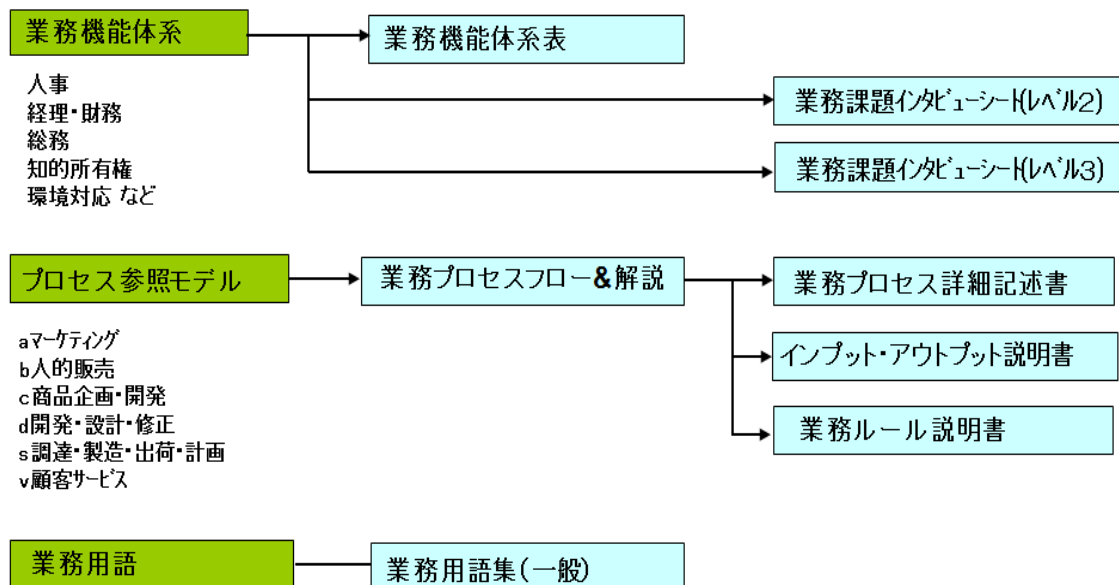 業務機能体系
業務機能体系表
人事
経理・財務
総務
知的所有権
環境対応 など
業務課題インタビューシート(レベル2)
業務課題インタビューシート(レベル3)
プロセス参照モデル
業務プロセスフロー&解説
業務プロセス詳細記述書
aマーケティング
b人的販売
c商品企画・開発
d開発・設計・修正
s調達・製造・出荷・計画
v顧客サービス
インプット・アウトプット説明書
業務ルール説明書
業務用語
業務用語集(一般)